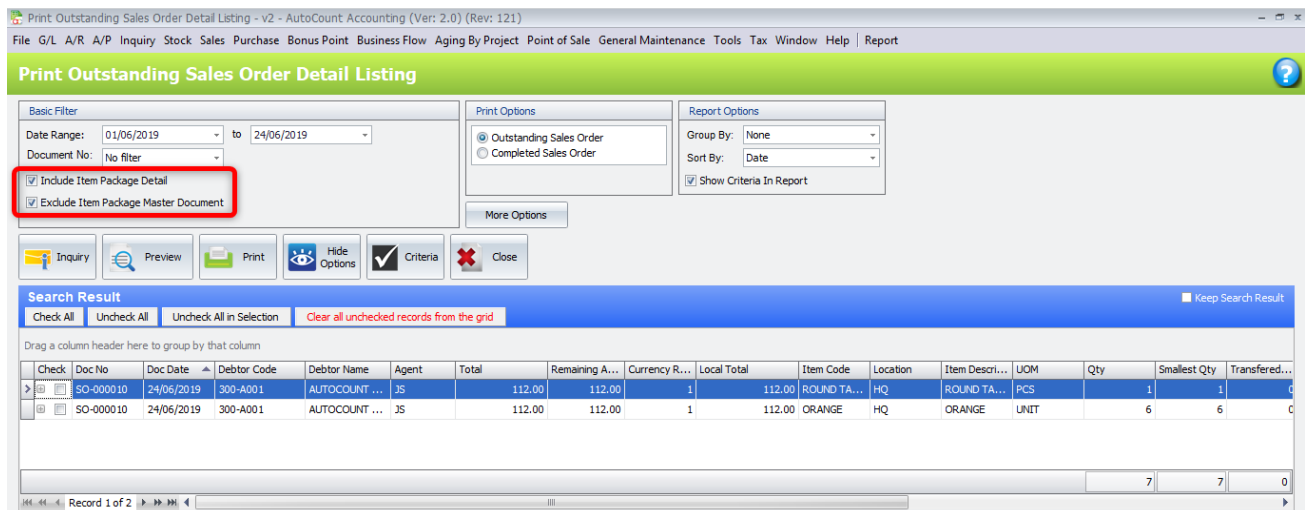 Print Outstanding Sales Order Detail Listing - v2 - AutoCount Accounting (Ver: 2.0) (Rev: 121)
File G/L A/R A/P Inquiry Stock Sales Purchase Bonus Point Business Flow Aging By Project Point of Sale General Maintenance Tools Tax Window Help Report
Print Outstanding Sales Order Detail Listing
Basic Filter Print Options Report Options
Date Range: 01/06/2019 to 24/06/2019 Outstanding Sales Order Group By: None
Document No: No filter Completed Sales Order Sort By: Date
Include Item Package Detail Show Criteria In Report
Exclude Item Package Master Document
More Options
Inquiry Preview Print Hide Options Criteria Close
Search Result Keep Search Result
Check All Uncheck All Uncheck All in Selection Clear all unchecked records from the grid
Drag a column header here to group by that column
Check Doc No Doc Date Debtor Code Debtor Name Agent Total Remaining A... Currency R... Local Total Item Code Location Item Descri... UOM Qty Smallest Qty Transfered...
SO-000010 24/06/2019 300-A001 AUTOCOUNT ... JS 112.00 112.00 1 112.00 ROUND TA... HQ ROUND TA... PCS 1 1 0
SO-000010 24/06/2019 300-A001 AUTOCOUNT ... JS 112.00 112.00 1 112.00 ORANGE HQ ORANGE UNIT 6 6 0
7 7 0
Record 1 of 2